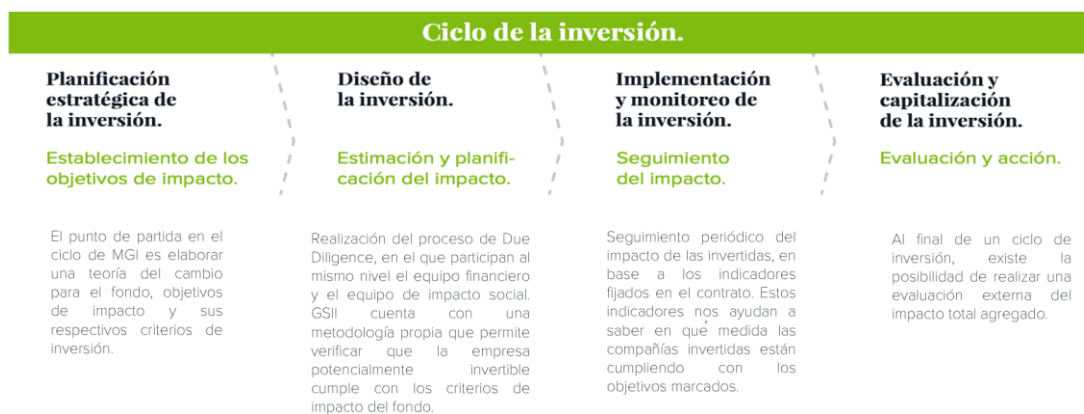 Ciclo de la inversión.
Planificación
estratégica de
la inversión.
Establecimiento de los
objetivos de impacto.
El punto de partida en el
ciclo de MGI es elaborar
una teoría del cambio
para el fondo, objetivos
de impacto y sus
respectivos criterios de
inversión.
Diseño de
la inversión.
Estimación y planifi-
cación del impacto.
Realización del proceso de Due
Diligence, en el que participan al
mismo nivel el equipo financiero
y el equipo de impacto social.
GSII cuenta con una
metodología propia que permite
verificar que la empresa
potencialmente invertible
cumple con los criterios de
impacto del fondo.
Implementación
y monitoreo de
la inversión.
Seguimiento
del impacto.
Seguimiento periódico del
impacto de las invertidas, en
base a los indicadores
fijados en el contrato. Estos
indicadores nos ayudan a
saber en qué medida las
compañías invertidas están
cumpliendo con los
objetivos marcados.
Evaluación y
capitalización
de la inversión.
Evaluación y acción.
Al final de un ciclo de
inversión, existe la
posibilidad de realizar una
evaluación externa del
impacto total agregado.